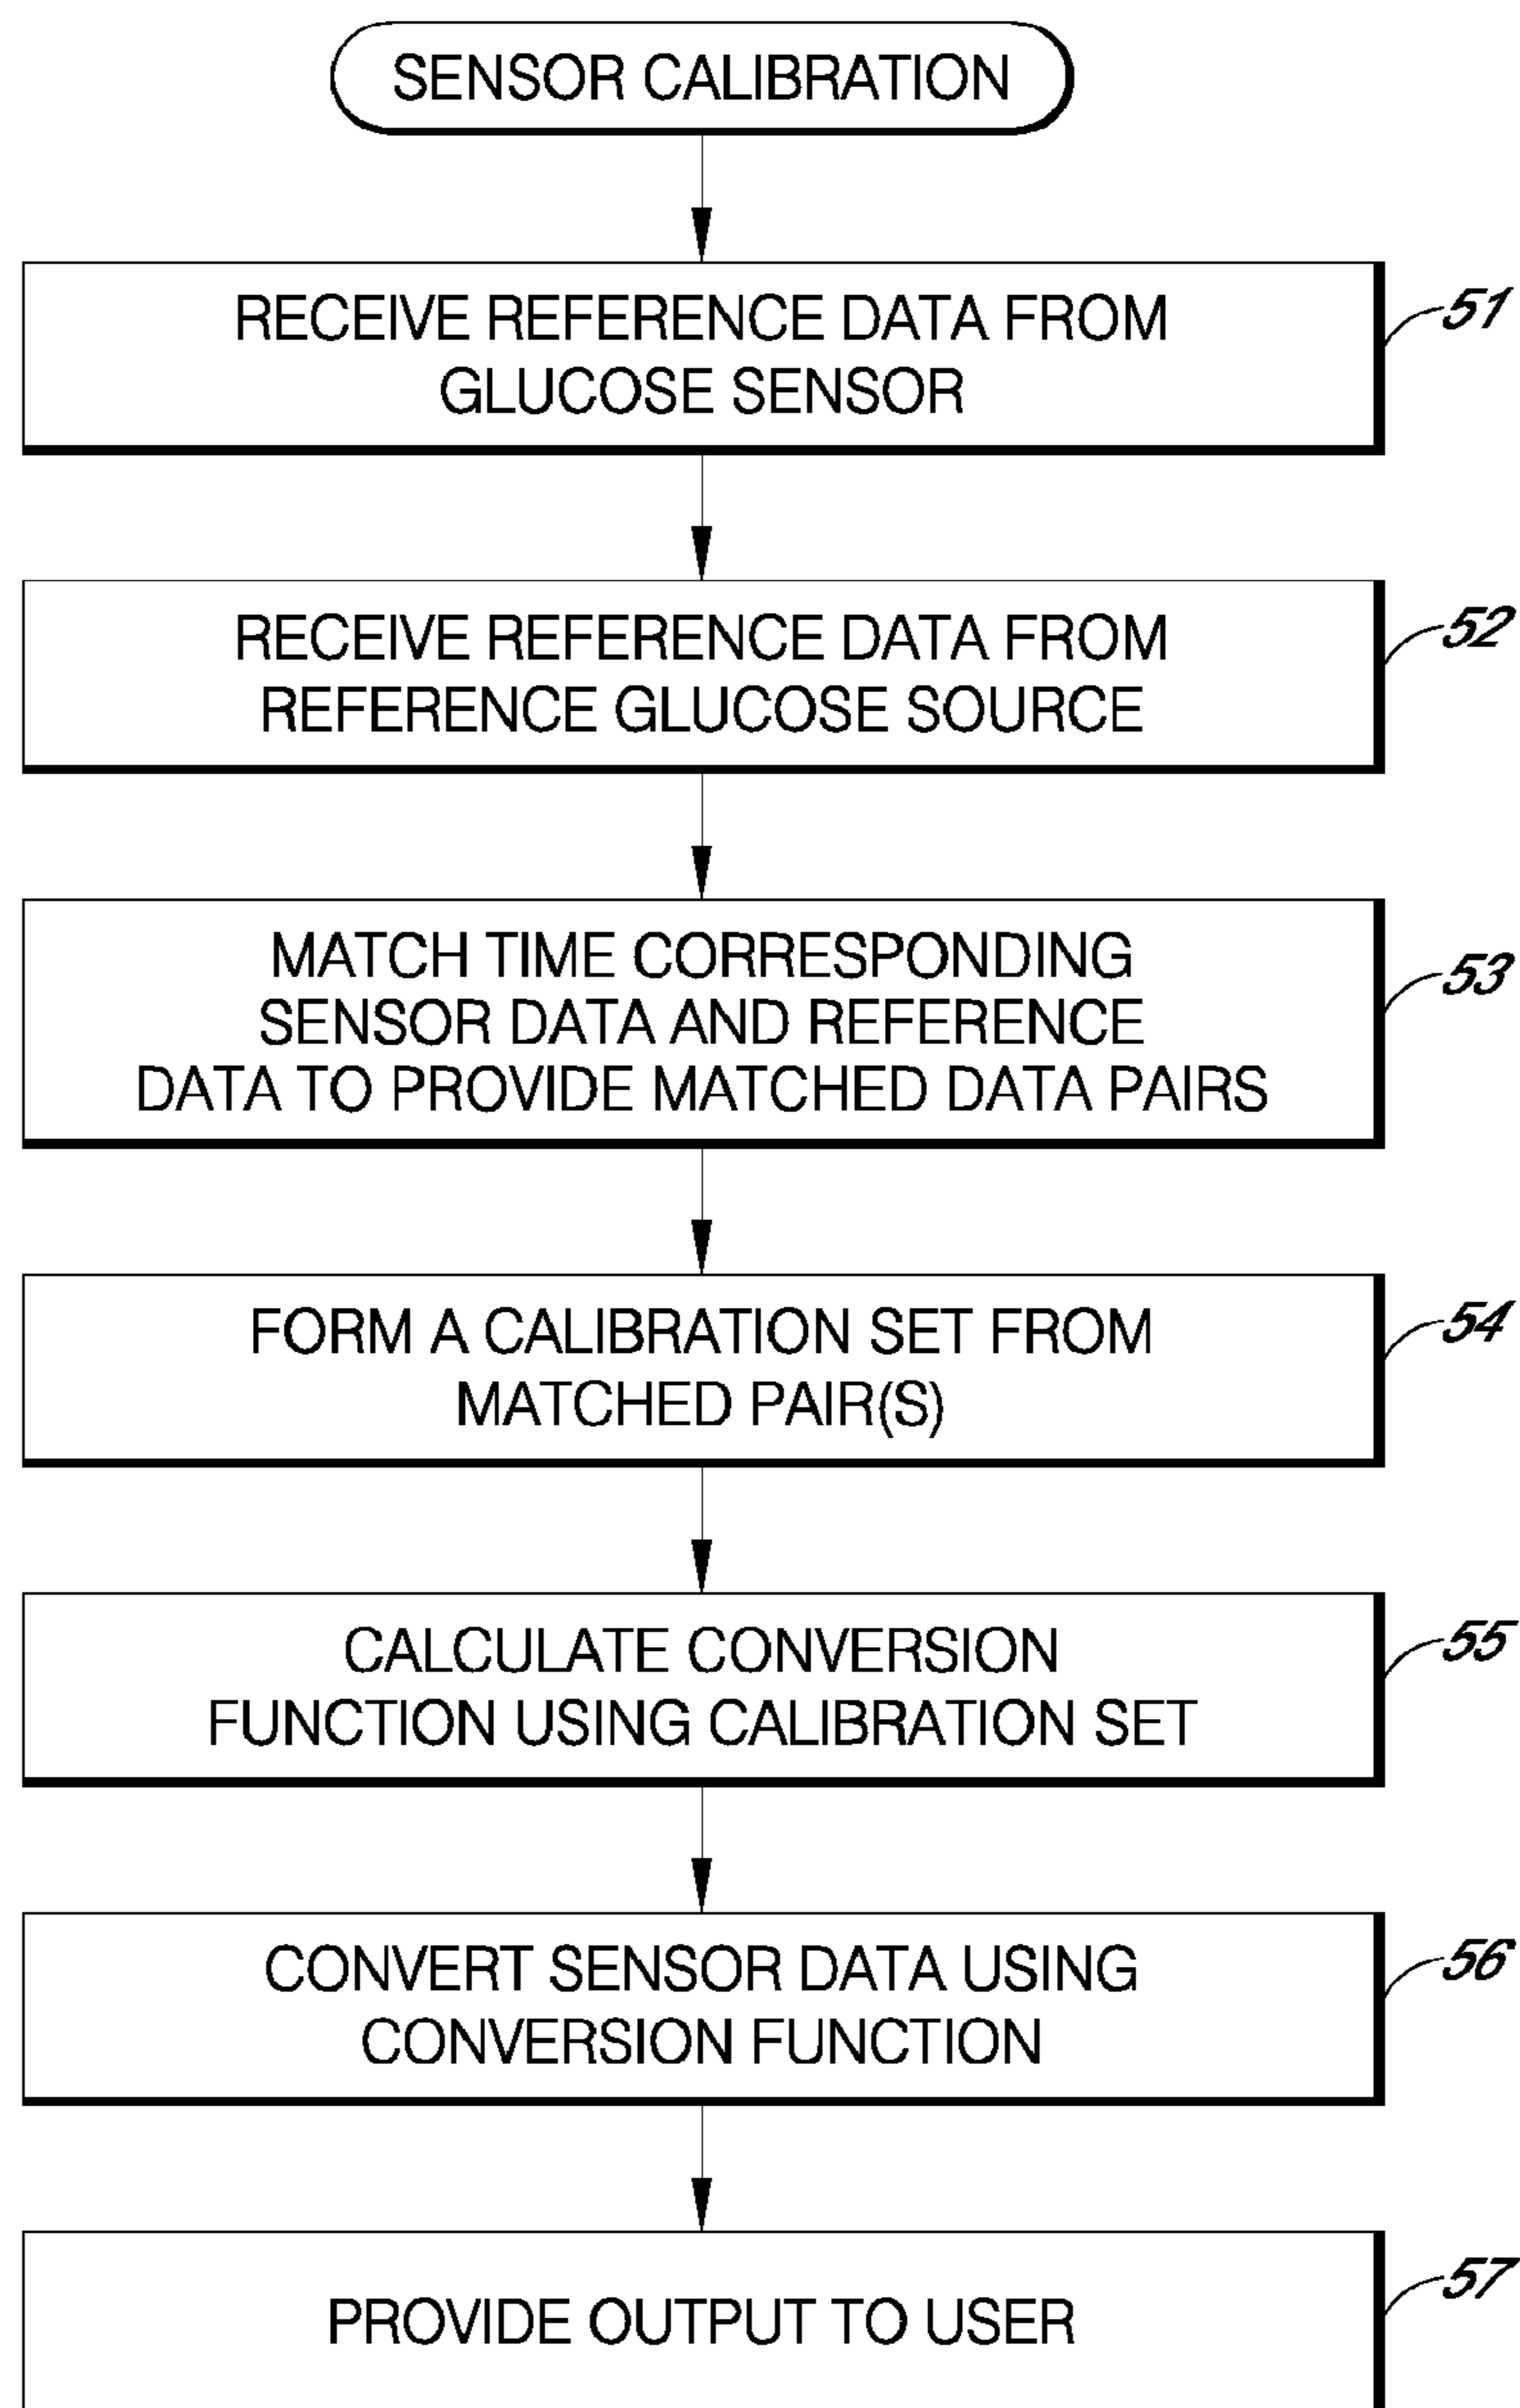 SENSOR CALIBRATION
RECEIVE REFERENCE DATA FROM
GLUCOSE SENSOR
51
RECEIVE REFERENCE DATA FROM
REFERENCE GLUCOSE SOURCE
52
MATCH TIME CORRESPONDING
SENSOR DATA AND REFERENCE
DATA TO PROVIDE MATCHED DATA PAIRS
53
FORM A CALIBRATION SET FROM
MATCHED PAIR(S)
54
CALCULATE CONVERSION
FUNCTION USING CALIBRATION SET
55
CONVERT SENSOR DATA USING
CONVERSION FUNCTION
56
PROVIDE OUTPUT TO USER
57